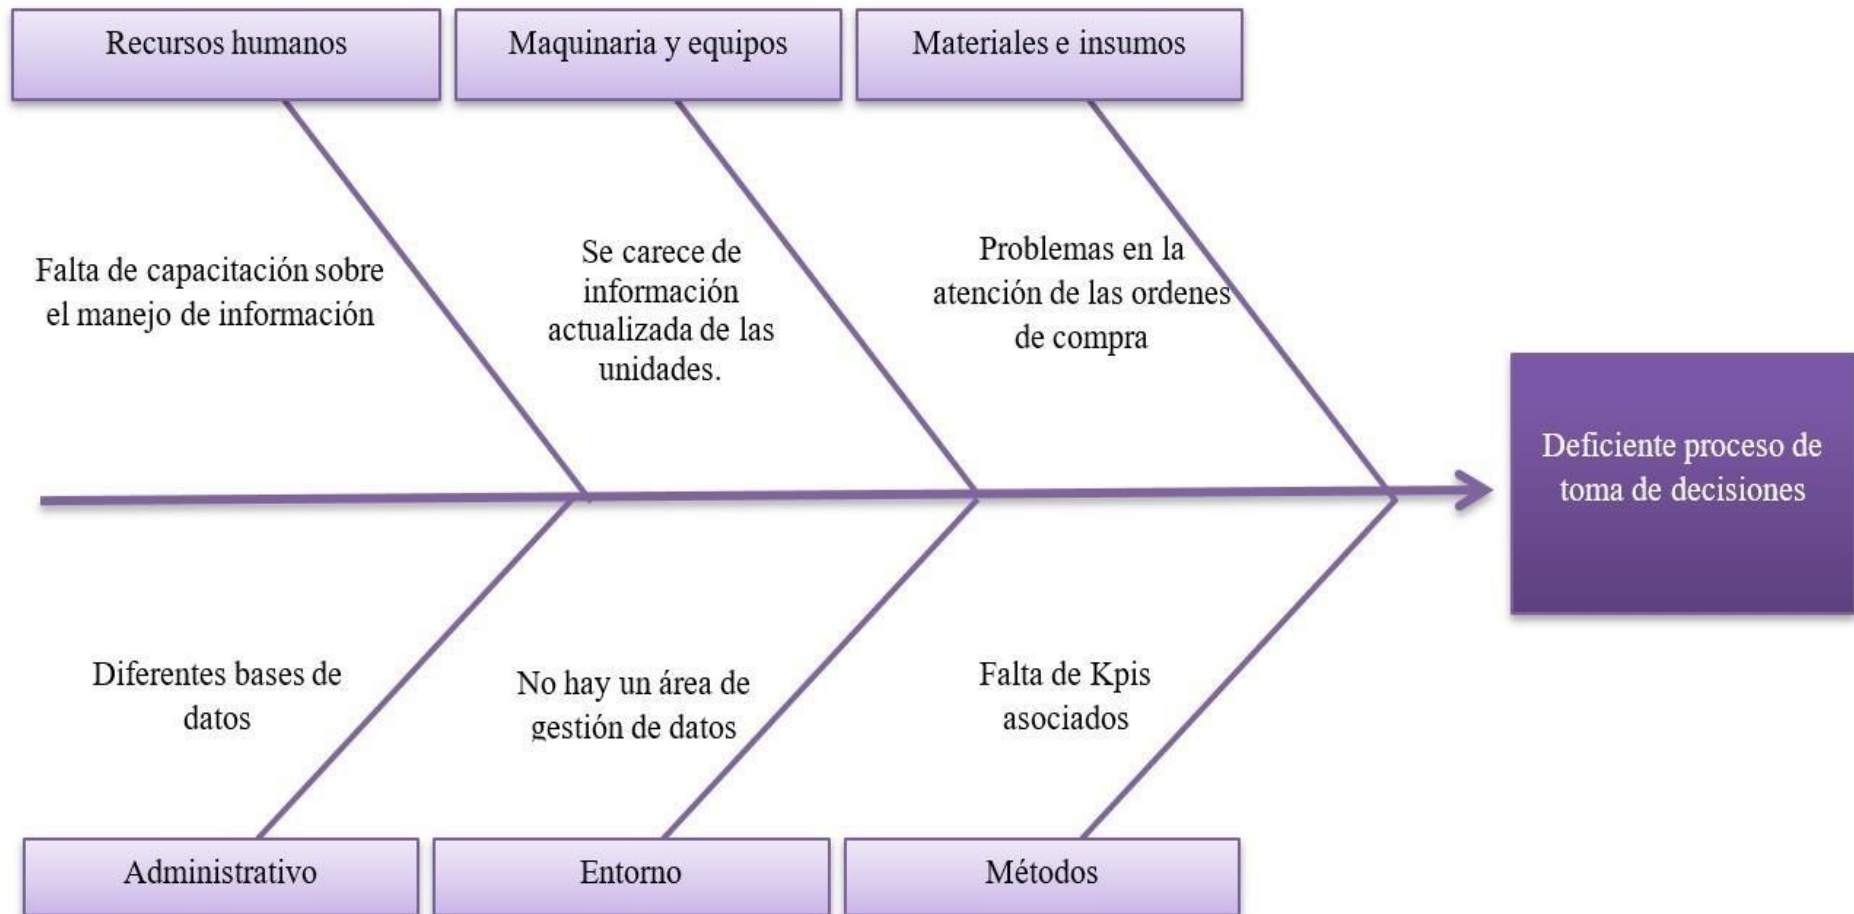 Recursos humanos
Maquinaria y equipos
Materiales e insumos
Falta de capacitación sobre
el manejo de información
Se carece de
información
actualizada de las
unidades.
Problemas en la
atención de las ordenes
de compra
Deficiente proceso de
toma de decisiones
Diferentes bases de
datos
No hay un área de
gestión de datos
Falta de Kpis
asociados
Administrativo
Entorno
Métodos